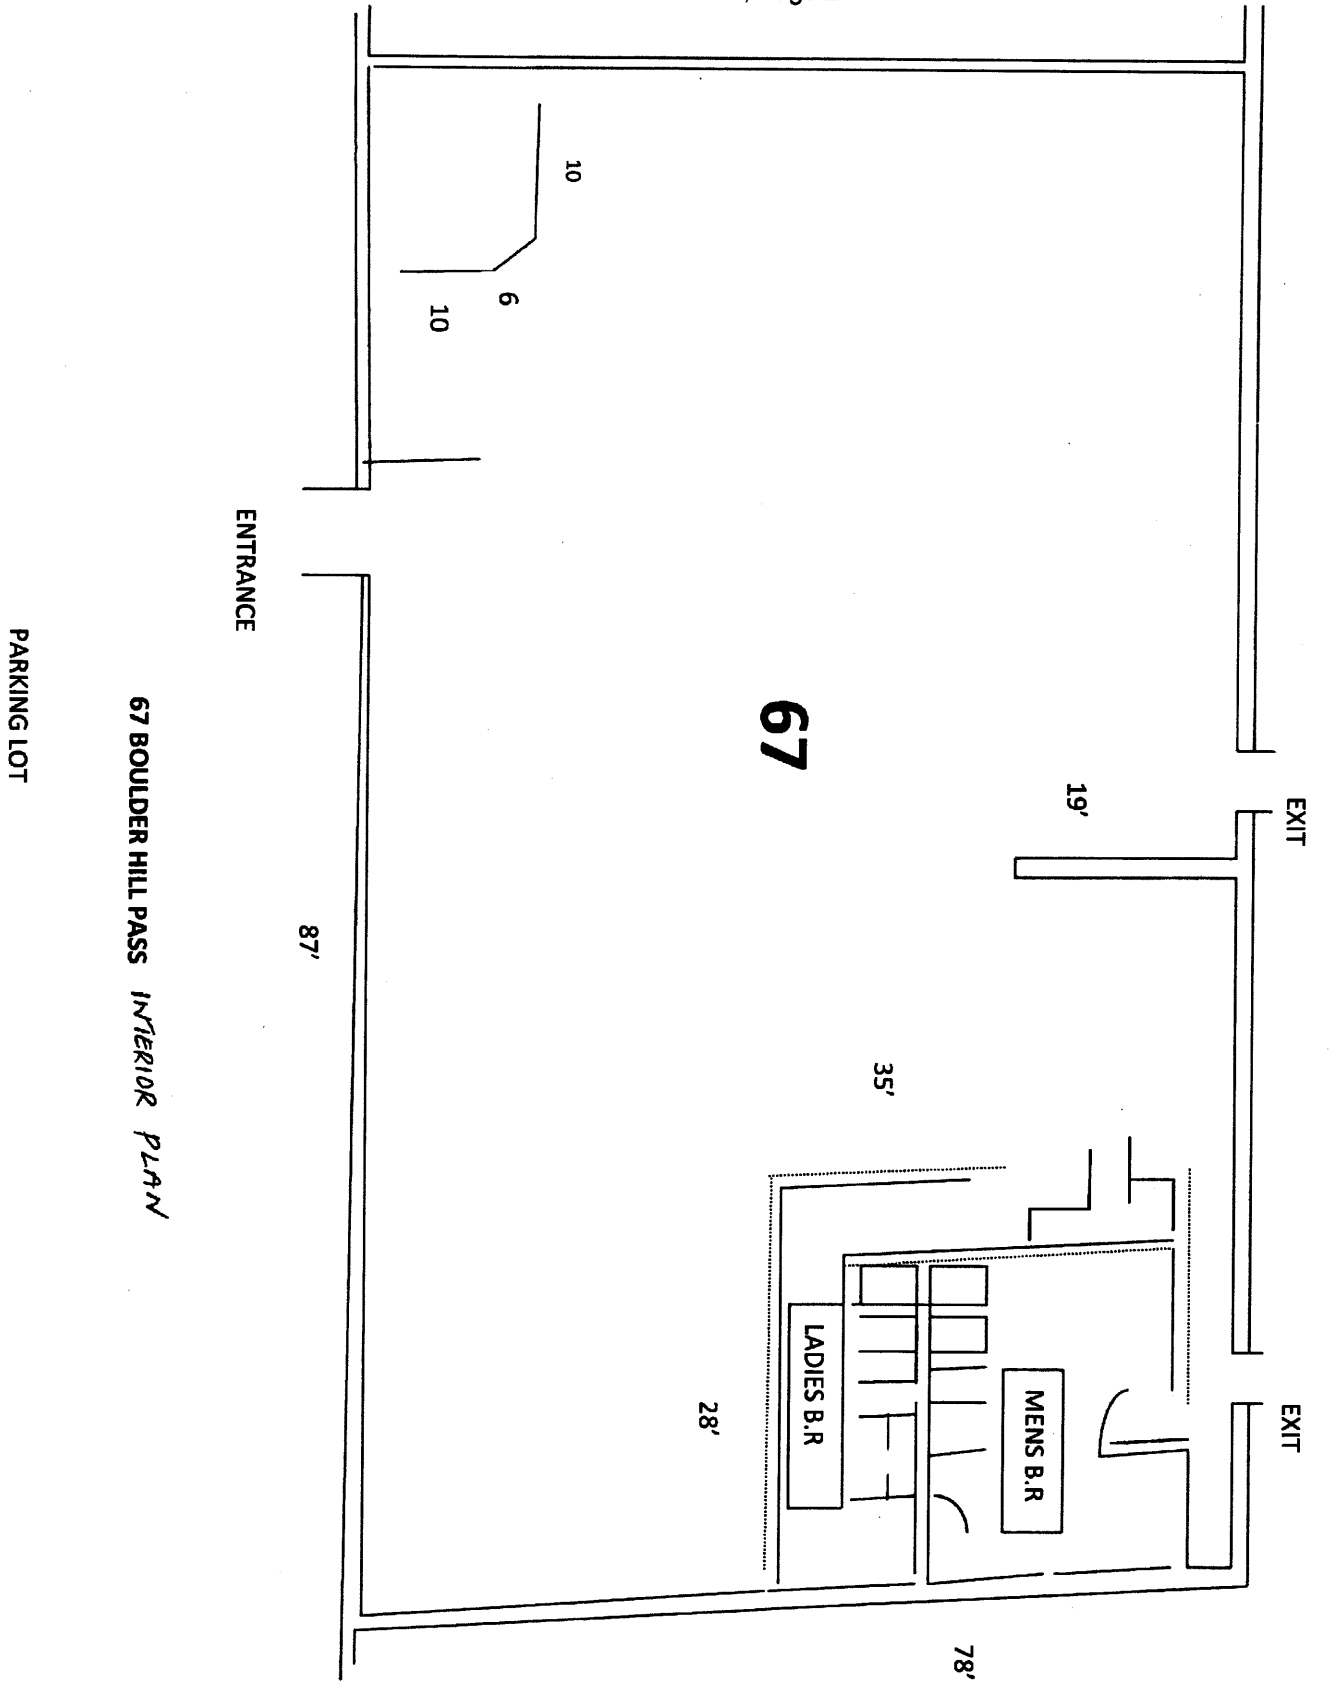 EXIT
EXIT
19'
67
35'
MENS B.R
LADIES B.R
28'
78'
10
6
10
ENTRANCE
87'
67 BOULDER HILL PASS INTERIOR PLAN
PARKING LOT